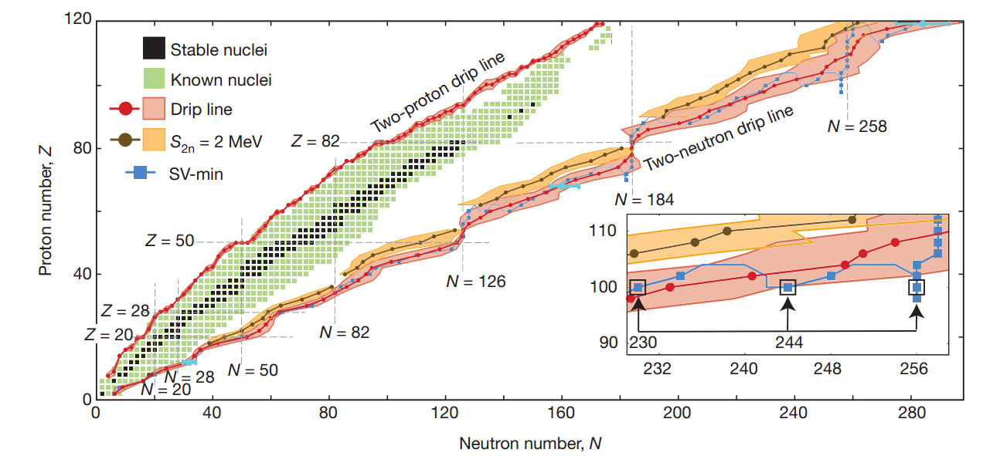 120
80
40
0
0
40
80
120
160
200
240
280
Proton number, Z
Neutron number, N
Stable nuclei
Known nuclei
Drip line
S2n = 2 MeV
SV-min
Two-proton drip line
Two-neutron drip line
Z = 82
Z = 50
Z = 28
Z = 20
N = 20
N = 28
N = 50
N = 82
N = 126
N = 184
N = 258
110
100
90
230
244
232
240
248
256